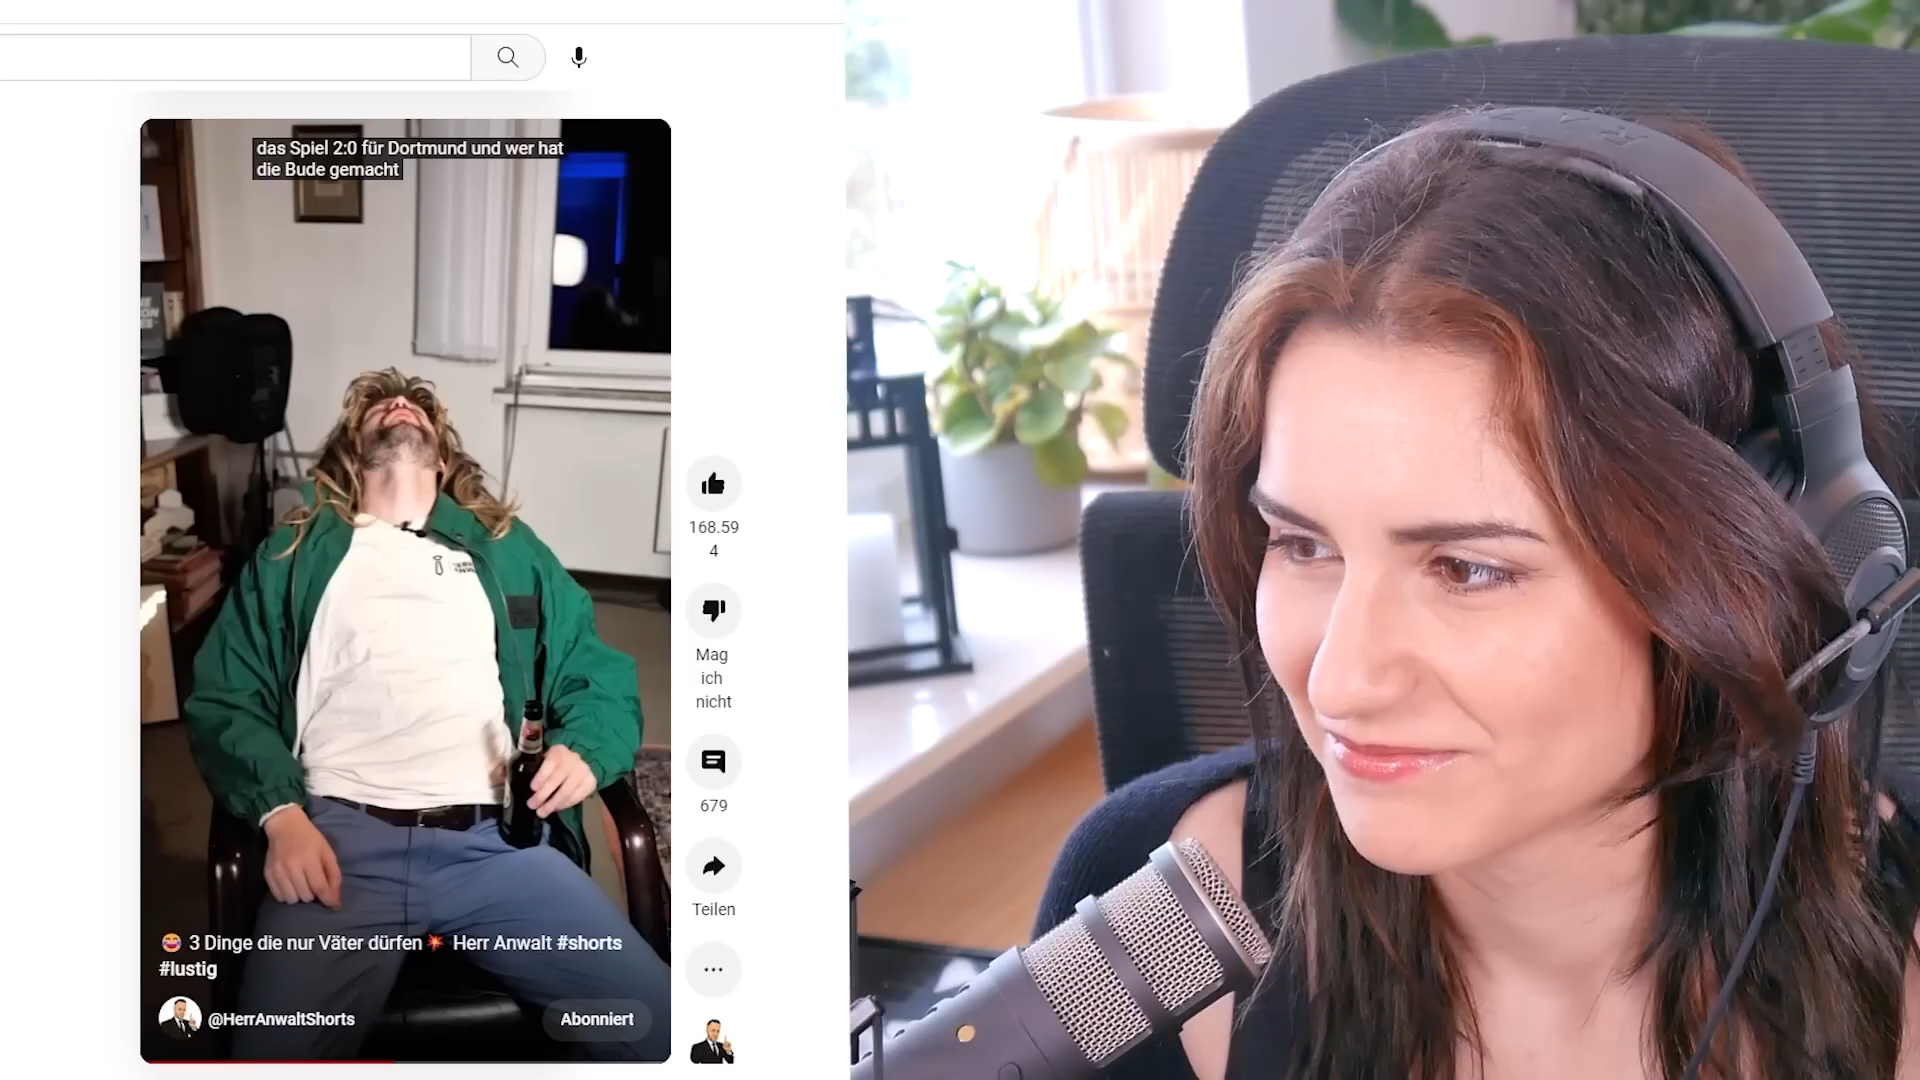 das Spiel 2:0 für Dortmund und wer hat
die Bude gemacht
168.59
4
Mag
ich
nicht
679
Teilen
😂 3 Dinge die nur Väter dürfen💥 Herr Anwalt #shorts
#lustig
@HerrAnwaltShorts
Abonniert